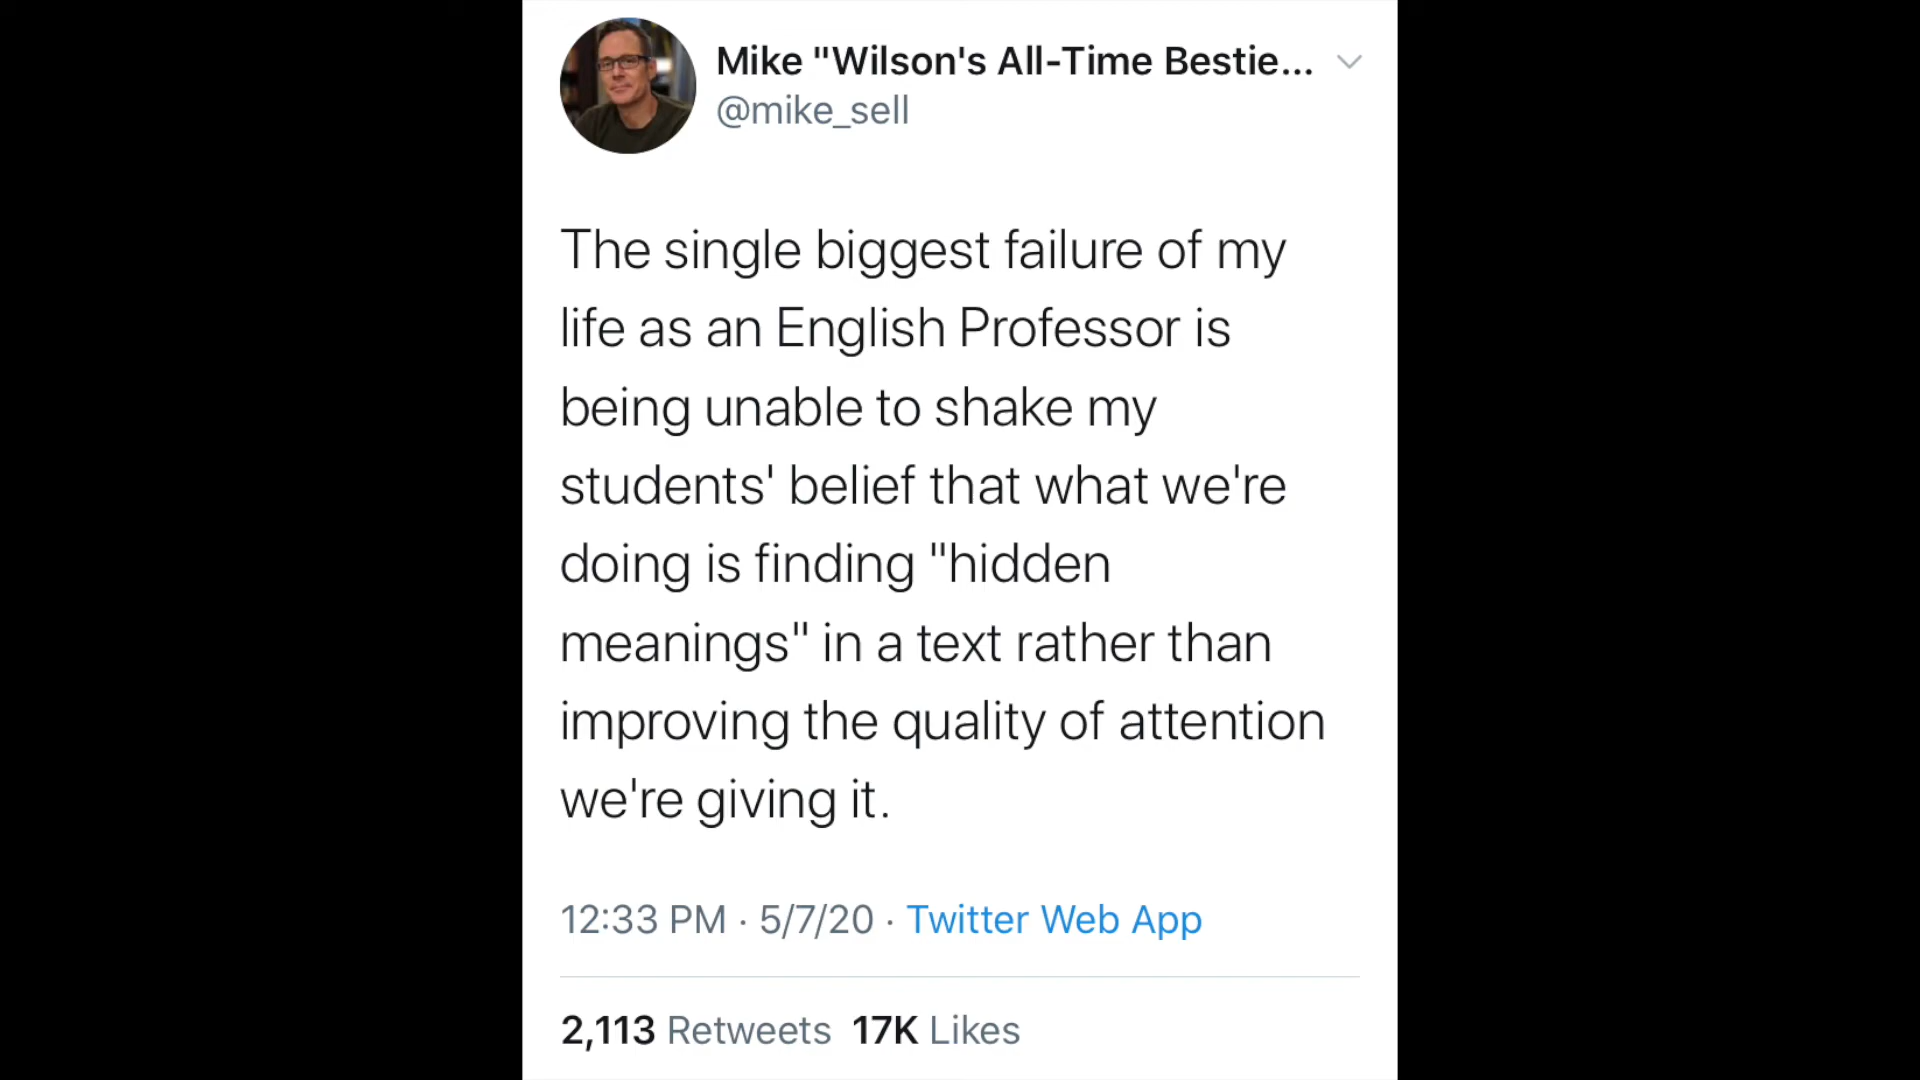 Mike "Wilson's All-Time Bestie...
@mike_sell
The single biggest failure of my
life as an English Professor is
being unable to shake my
students' belief that what we're
doing is finding "hidden
meanings" in a text rather than
improving the quality of attention
we're giving it.
12:33 PM · 5/7/20 · Twitter Web App
2,113 Retweets 17K Likes